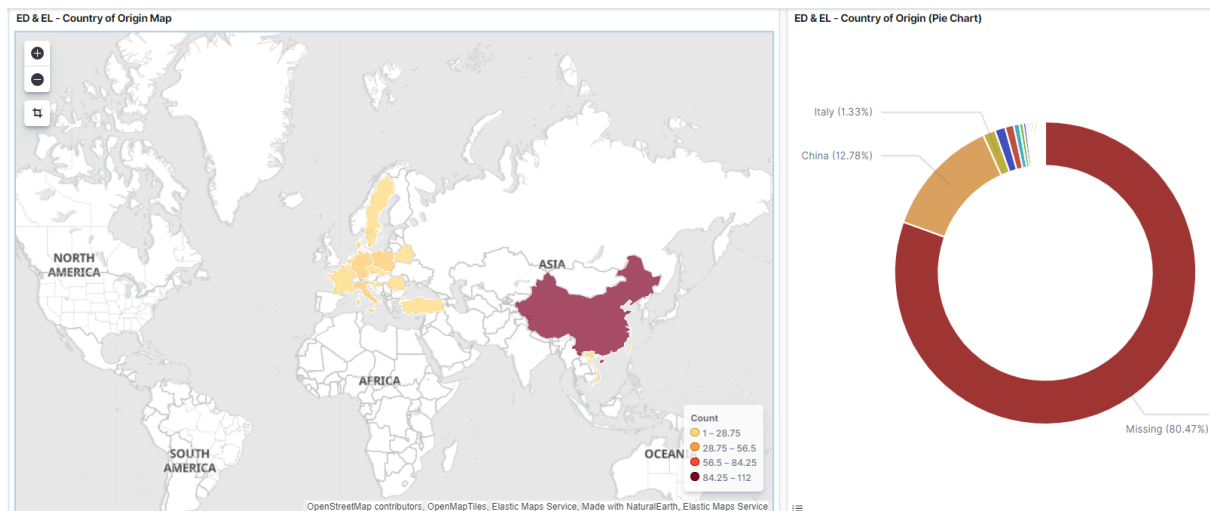 ED & EL - Country of Origin Map
NORTH
AMERICA
SOUTH
AMERICA
AFRICA
ASIA
OCEAN
Count
1 – 28.75
28.75 – 56.5
56.5 – 84.25
84.25 – 112
OpenStreetMap contributors, OpenMapTiles, Elastic Maps Service, Made with NaturalEarth, Elastic Maps Service
ED & EL - Country of Origin (Pie Chart)
Italy (1.33%)
China (12.78%)
Missing (80.47%)